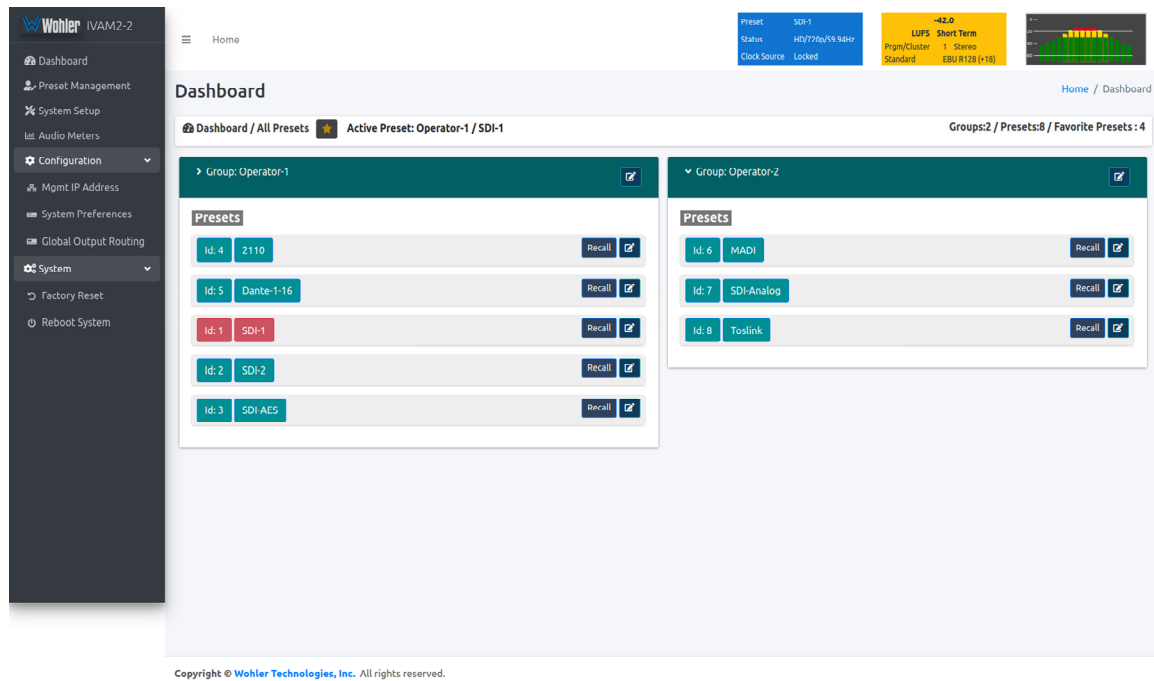 Wohler iVAM2-2
Dashboard
Preset Management
System Setup
Audio Meters
Configuration
Mgmt IP Address
System Preferences
Global Output Routing
System
Factory Reset
Reboot System
Home
Preset SDI-1
Status HD/720p/59.94Hz
Clock Source Locked
-42.0
LUFS Short Term
Prgm/Cluster 1 Stereo
Standard EBU R128 (+18)
Dashboard
Home / Dashboard
Dashboard / All Presets Active Preset: Operator-1 / SDI-1
Groups:2 / Presets:8 / Favorite Presets : 4
Group: Operator-1
Presets
Id: 4 2110 Recall
Id: 5 Dante-1-16 Recall
Id: 1 SDI-1 Recall
Id: 2 SDI-2 Recall
Id: 3 SDI-AES Recall
Group: Operator-2
Presets
Id: 6 MADI Recall
Id: 7 SDI-Analog Recall
Id: 8 Toslink Recall
Copyright © Wohler Technologies, Inc. All rights reserved.